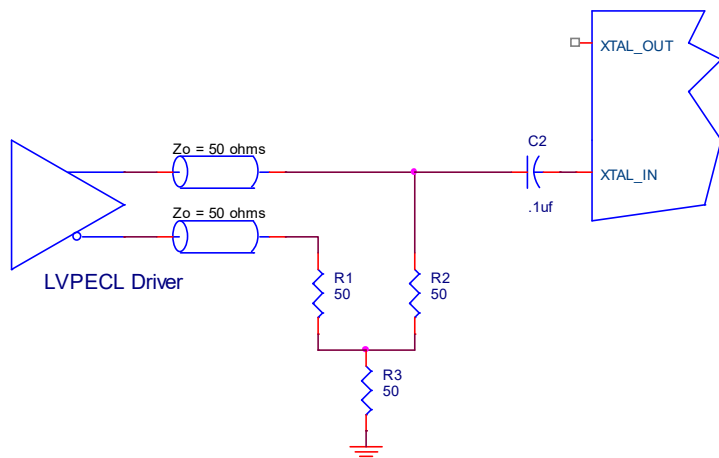 XTAL_OUT
Zo = 50 ohms
C2
XTAL_IN
.1uf
Zo = 50 ohms
LVPECL Driver
R1
50
R2
50
R3
50